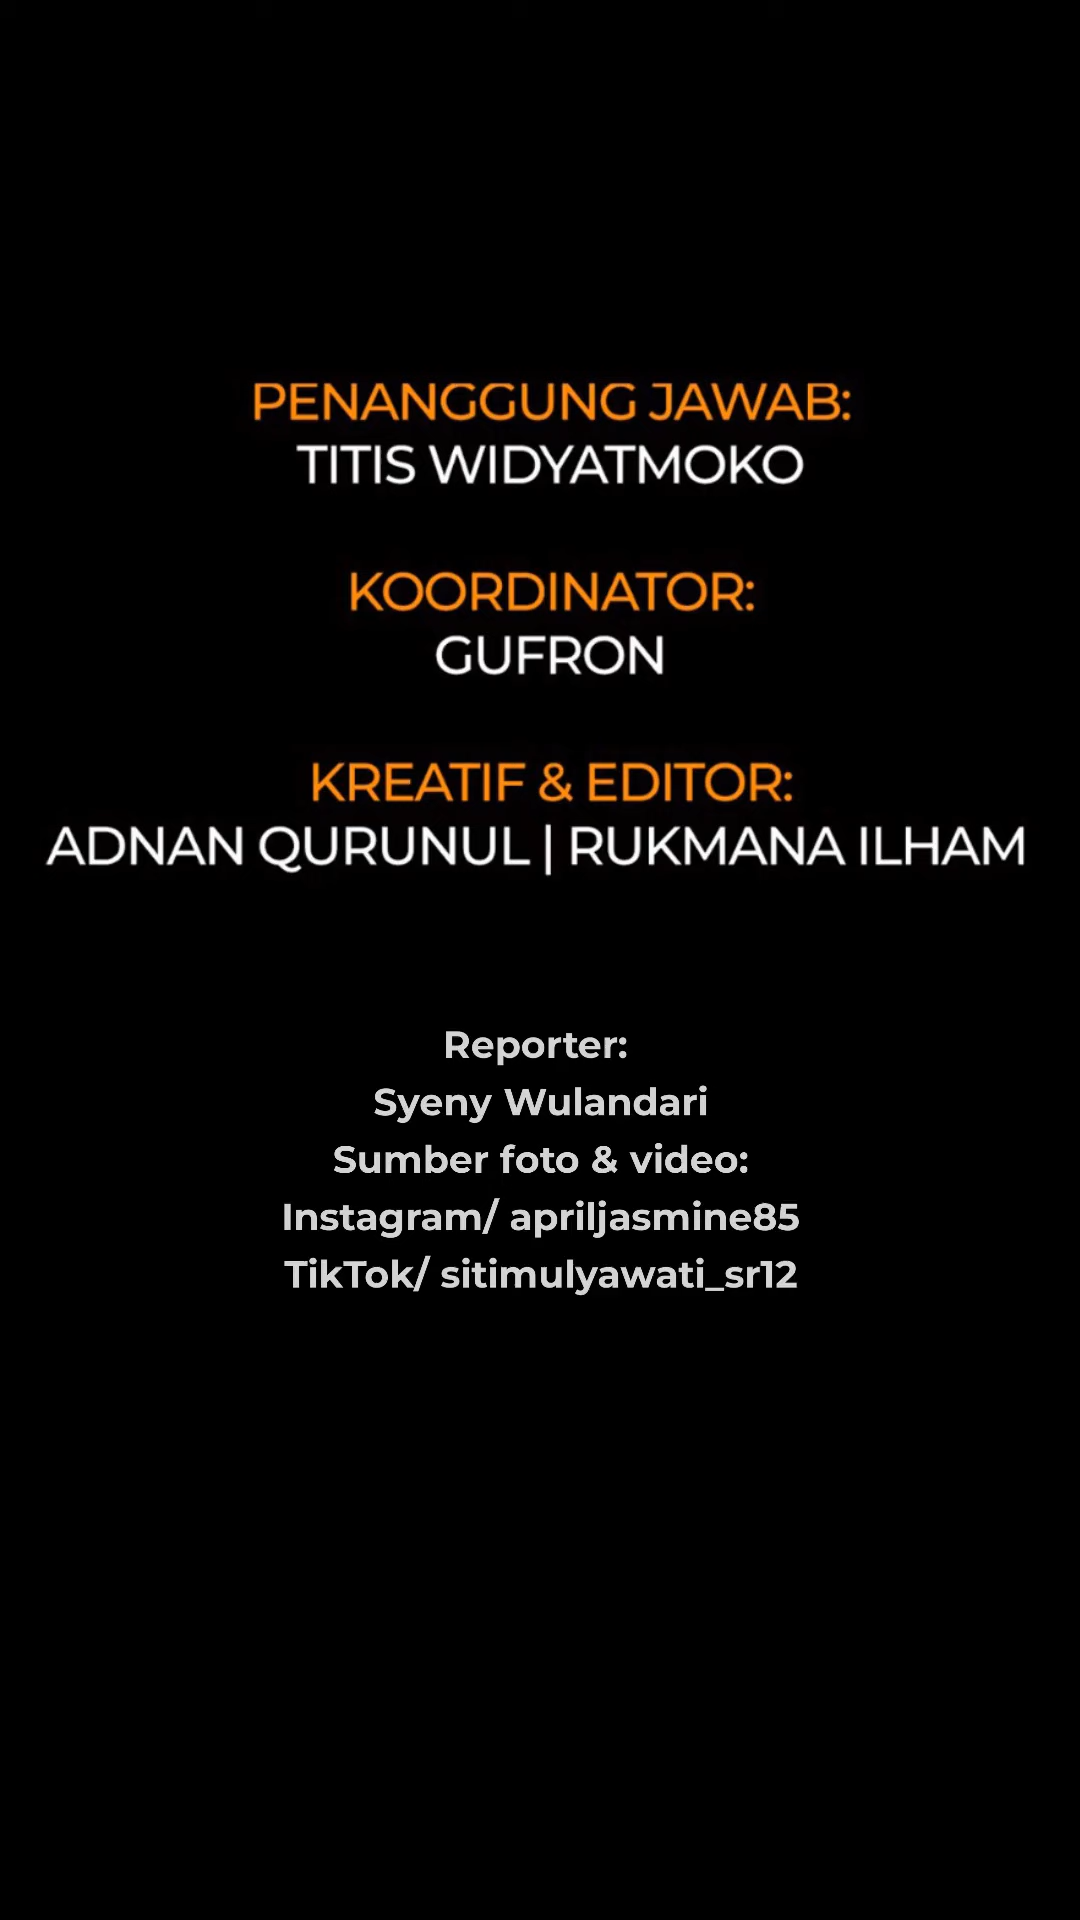 PENANGGUNG JAWAB:
TITIS WIDYATMOKO
KOORDINATOR:
GUFRON
KREATIF & EDITOR:
ADNAN QURUNUL | RUKMANA ILHAM
Reporter:
Syeny Wulandari
Sumber foto & video:
Instagram/ apriljasmine85
TikTok/ sitimulyawati_sr12